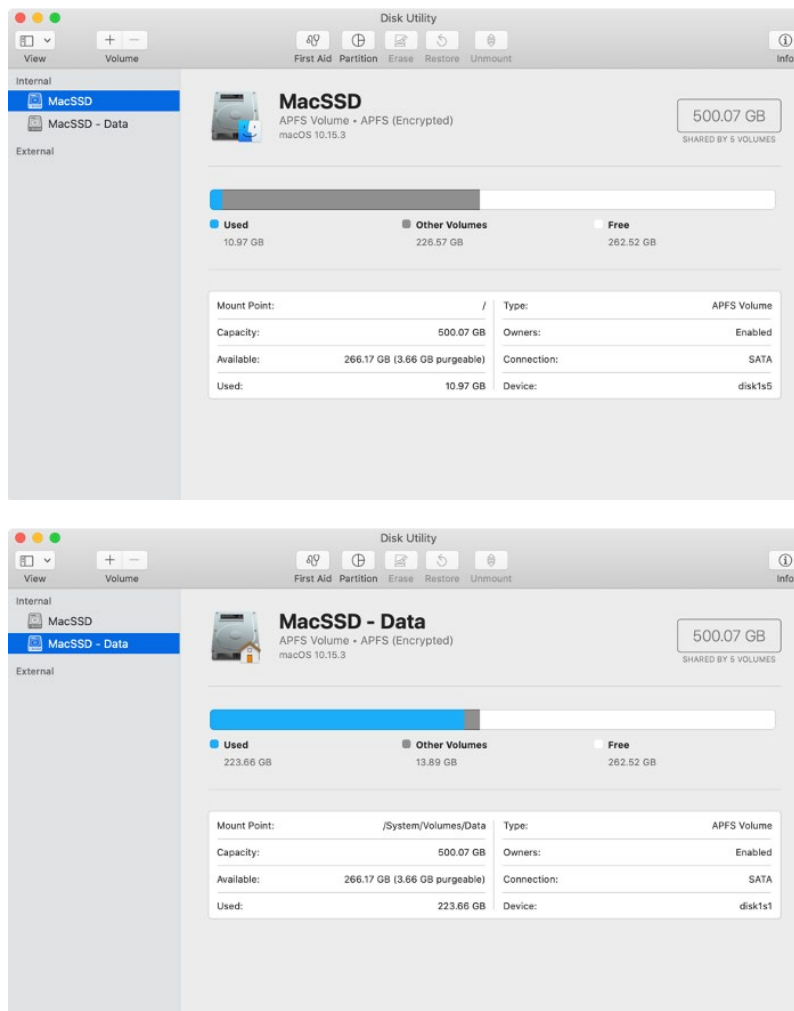 Disk Utility
View Volume First Aid Partition Erase Restore Unmount Info
Internal
MacSSD
MacSSD - Data
External
MacSSD
APFS Volume • APFS (Encrypted)
macOS 10.15.3
500.07 GB
SHARED BY 5 VOLUMES
Used Other Volumes Free
10.97 GB 226.57 GB 262.52 GB
Mount Point: / Type: APFS Volume
Capacity: 500.07 GB Owners: Enabled
Available: 266.17 GB (3.66 GB purgeable) Connection: SATA
Used: 10.97 GB Device: disk1s5
Disk Utility
View Volume First Aid Partition Erase Restore Unmount Info
Internal
MacSSD
MacSSD - Data
External
MacSSD - Data
APFS Volume • APFS (Encrypted)
macOS 10.15.3
500.07 GB
SHARED BY 5 VOLUMES
Used Other Volumes Free
223.66 GB 13.89 GB 262.52 GB
Mount Point: /System/Volumes/Data Type: APFS Volume
Capacity: 500.07 GB Owners: Enabled
Available: 266.17 GB (3.66 GB purgeable) Connection: SATA
Used: 223.66 GB Device: disk1s1